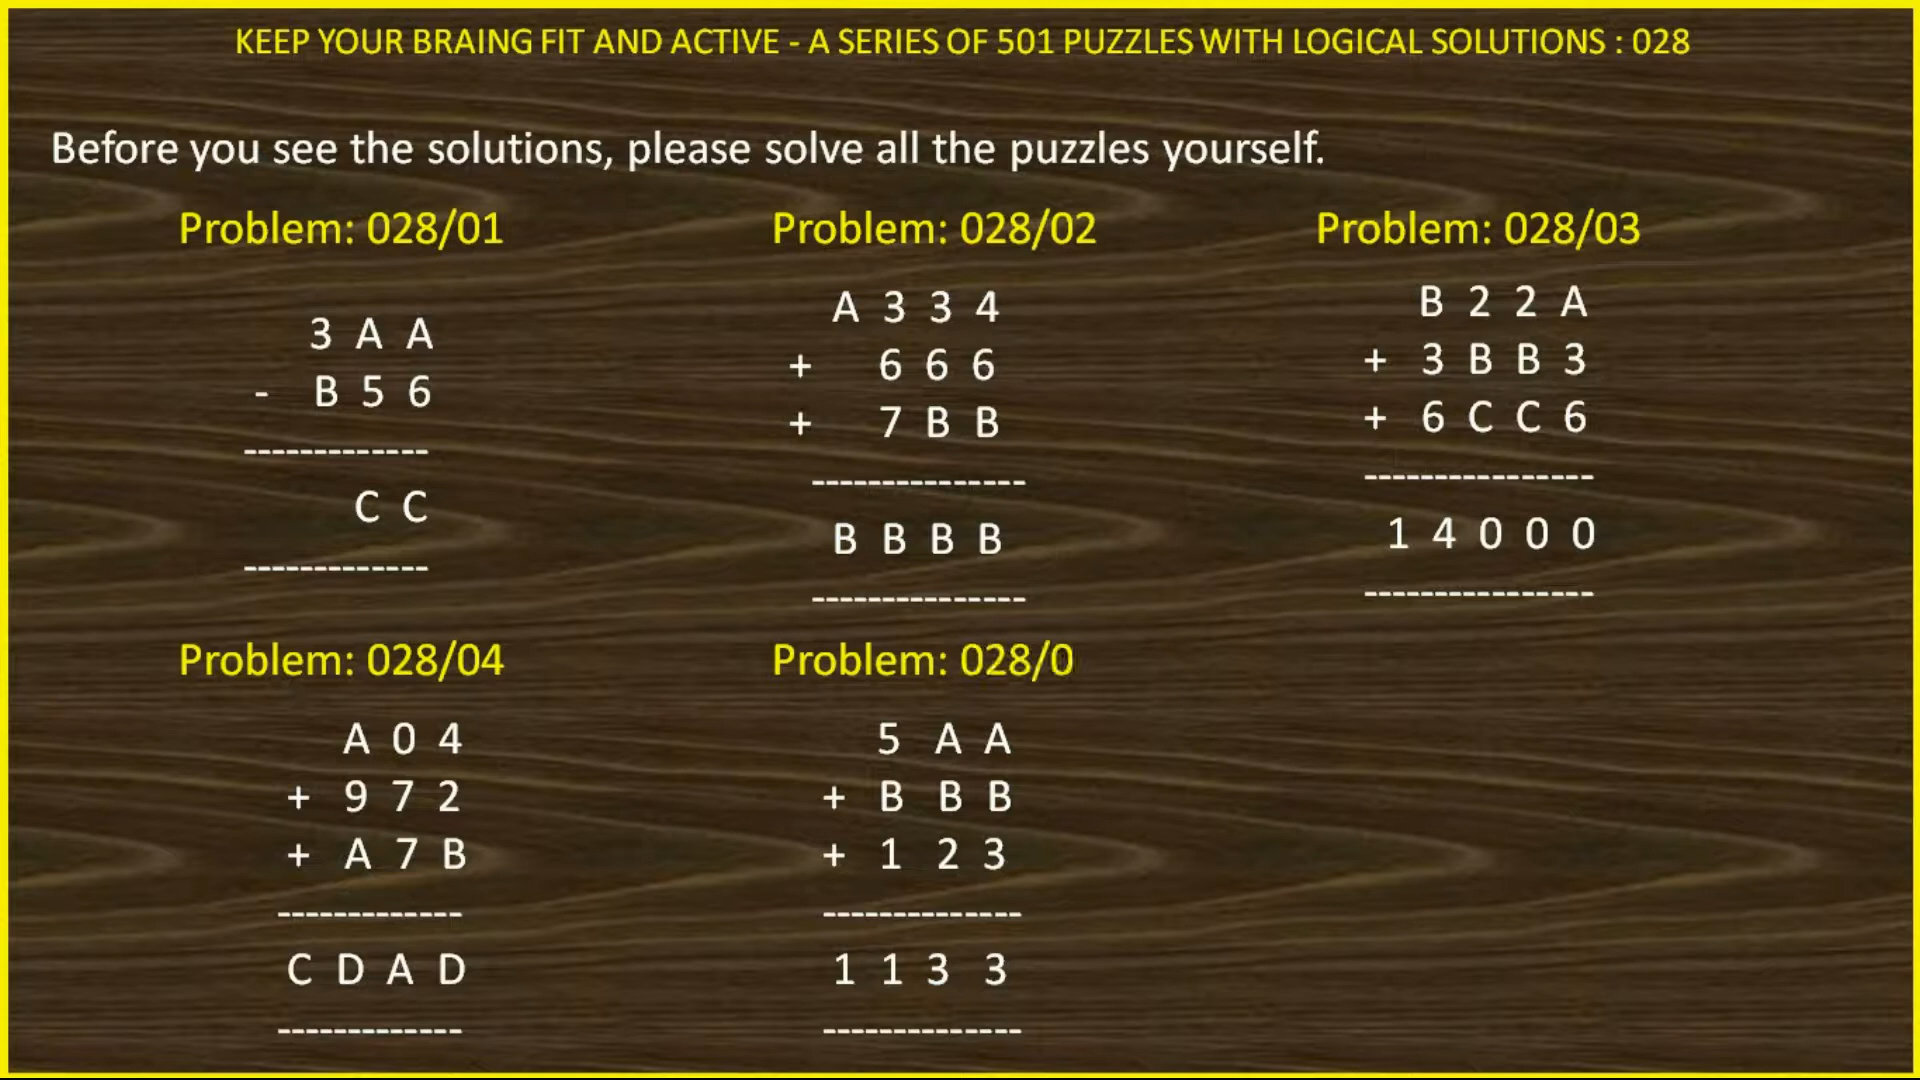 KEEP YOUR BRAING FIT AND ACTIVE - A SERIES OF 501 PUZZLES WITH LOGICAL SOLUTIONS : 028
Before you see the solutions, please solve all the puzzles yourself.
Problem: 028/01
3 A A
- B 5 6
-------------
C C
-------------
Problem: 028/02
A 3 3 4
+ 6 6 6
+ 7 B B
---------------
B B B B
---------------
Problem: 028/03
B 2 2 A
+ 3 B B 3
+ 6 C C 6
----------------
1 4 0 0 0
----------------
Problem: 028/04
A 0 4
+ 9 7 2
+ A 7 B
-------------
C D A D
-------------
Problem: 028/0
5 A A
+ B B B
+ 1 2 3
--------------
1 1 3 3
--------------